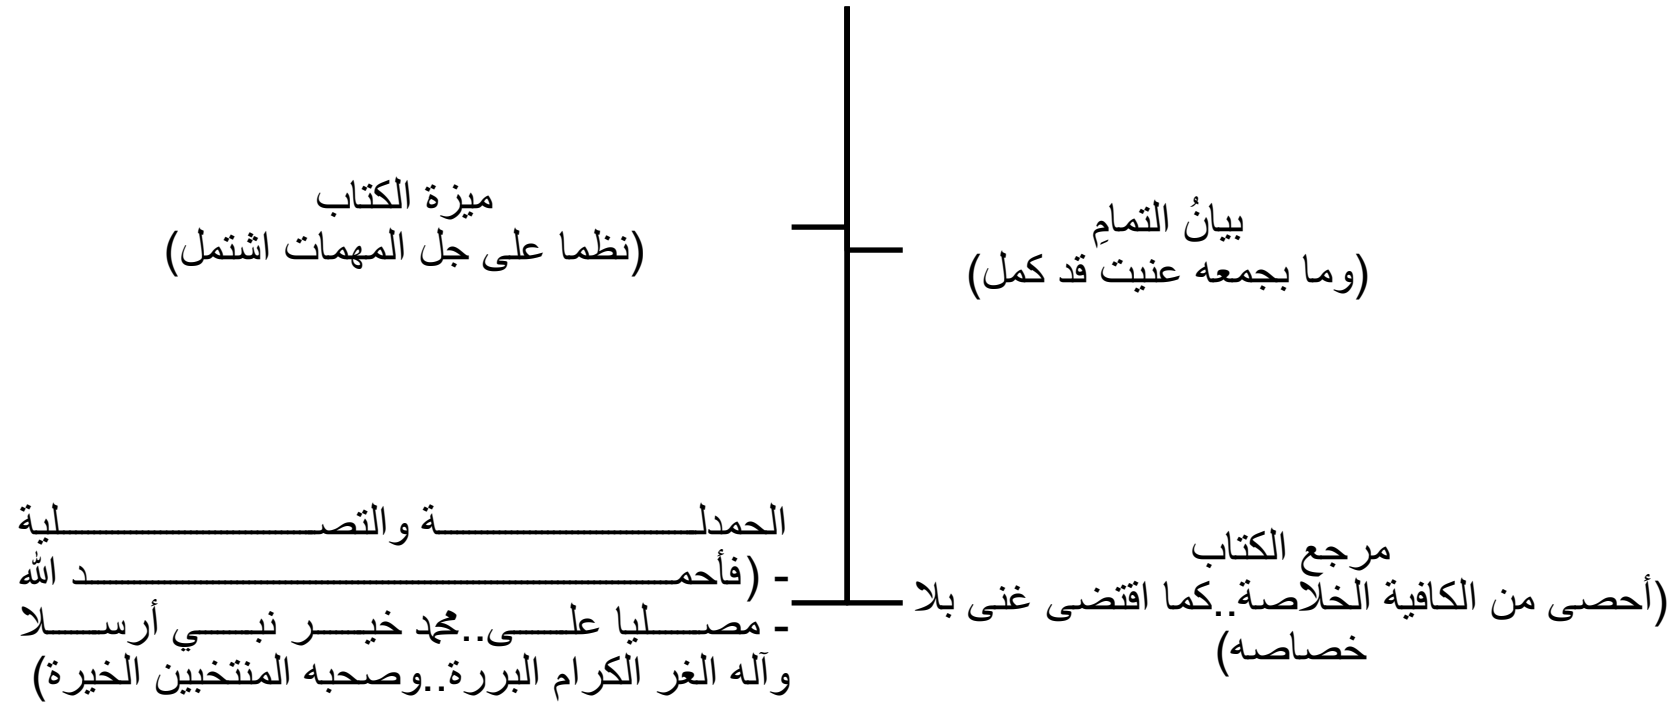 بيانُ التمامِ
(وما بجمعه عنيت قد كمل)
ميزة الكتاب
(نظما على جل المهمات اشتمل)
مرجع الكتاب
(أحصى من الكافية الخلاصة..كما اقتضى غنى بلا
خصاصه)
الحمدلة والتصلية
- (فأحمد الله
- مصليا على..محمد خير نبي أرسلا
وآله الغر الكرام البررة..وصحبه المنتخبين الخيرة)